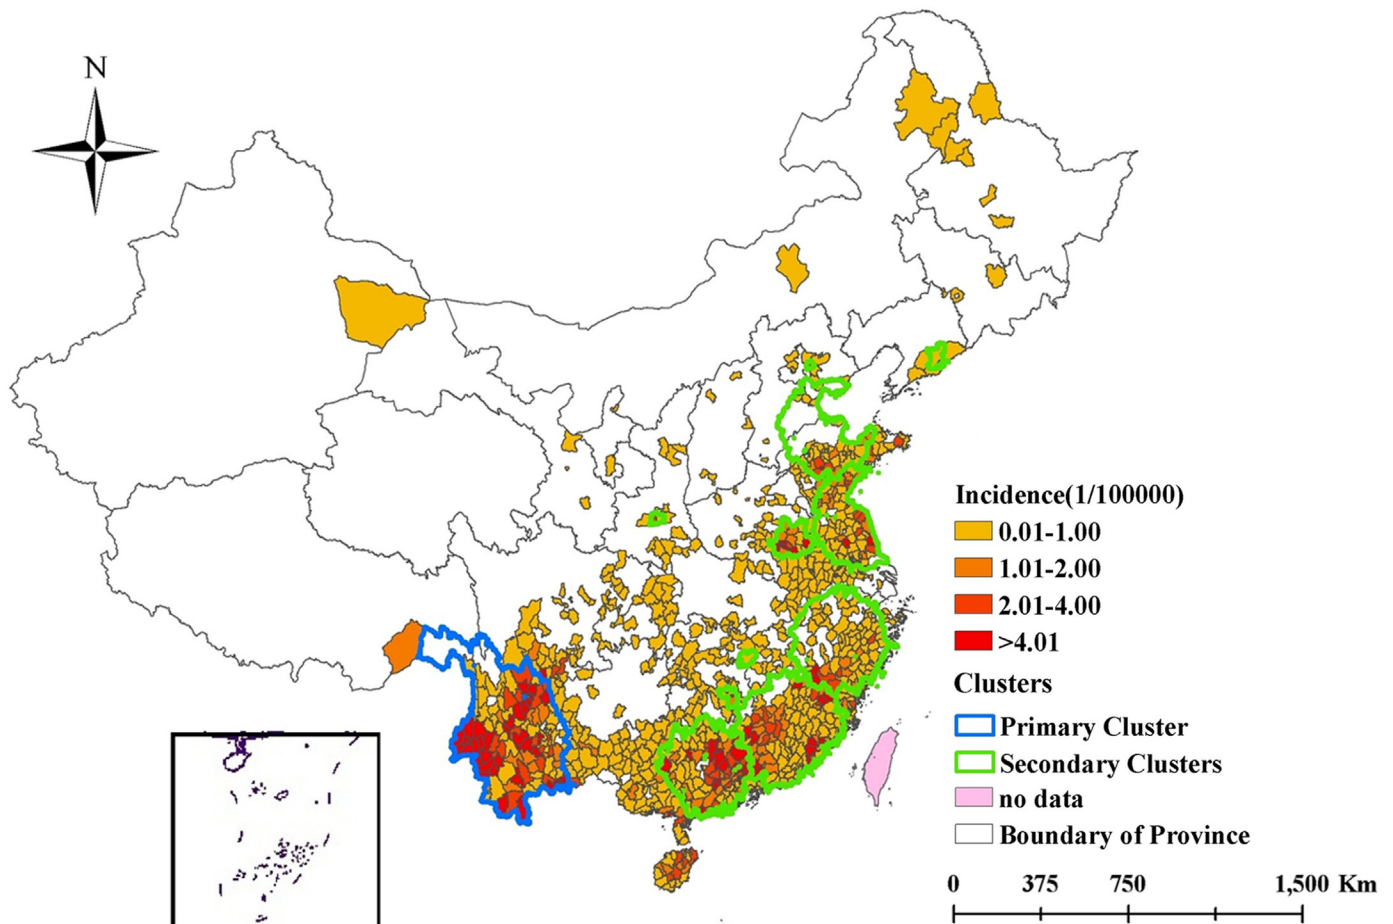 N
Incidence(1/100000)
0.01-1.00
1.01-2.00
2.01-4.00
>4.01
Clusters
Primary Cluster
Secondary Clusters
no data
Boundary of Province
0 375 750 1,500 Km